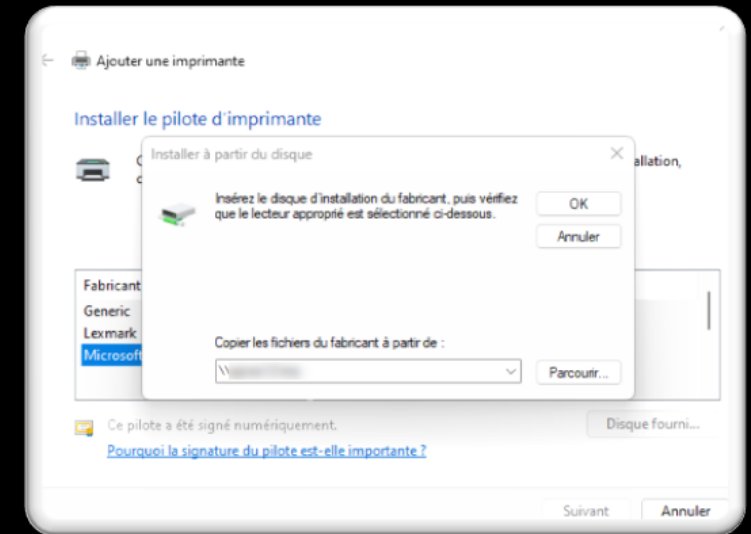 Ajouter une imprimante
Installer le pilote d'imprimante
Installer à partir du disque
allation,
Insérez le disque d'installation du fabricant, puis vérifiez
que le lecteur approprié est sélectionné ci-dessous.
OK
Annuler
Fabricant
Generic
Lexmark
Microsoft
Copier les fichiers du fabricant à partir de :
\\
Parcourir...
Ce pilote a été signé numériquement.
Disque fourni...
Pourquoi la signature du pilote est-elle importante ?
Suivant
Annuler